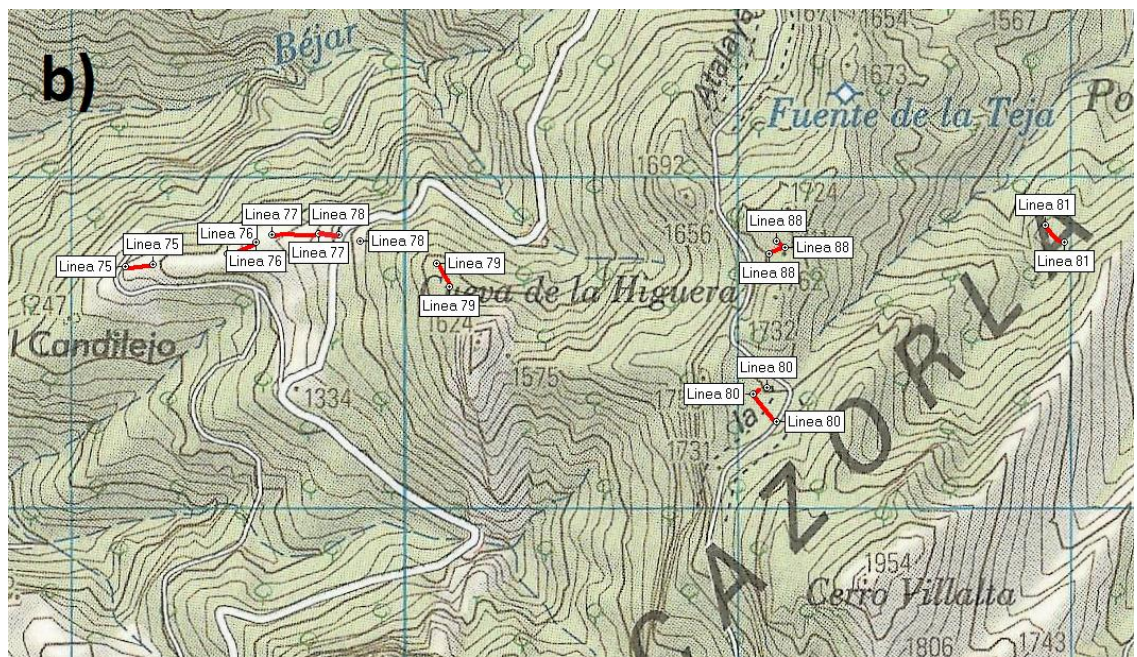 b)
Béjar
Atalaya
1671
1654
1567
1673
Fuente de la Teja
Po
1692
1724
Linea 77
Linea 78
Linea 76
Linea 75
Linea 75
Linea 76
Linea 77
Linea 78
1658
Linea 88
Linea 88
Linea 88
Linea 81
Linea 81
Linea 79
Linea 79
Cueva de la Higuera
1247
l Candilejo
1624
1732
1575
1334
Linea 80
Linea 80
Linea 80
la
1731
CAZORLA
1954
Cerro Villalta
1806
1743